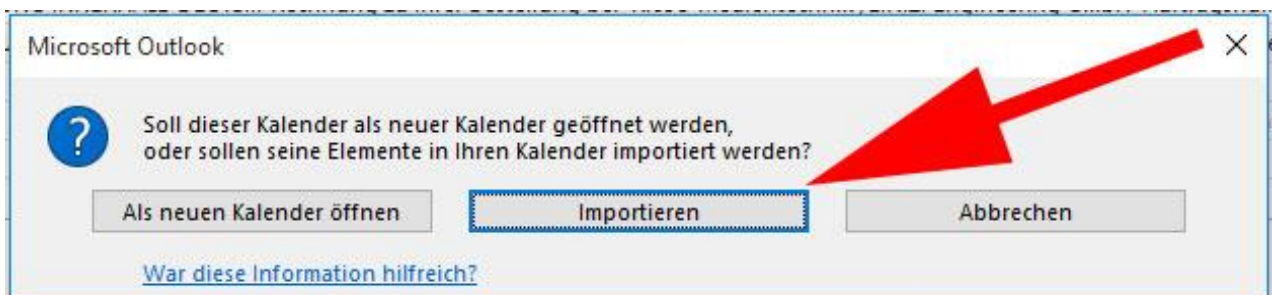 Microsoft Outlook
Soll dieser Kalender als neuer Kalender geöffnet werden,
oder sollen seine Elemente in Ihren Kalender importiert werden?
Als neuen Kalender öffnen
Importieren
Abbrechen
War diese Information hilfreich?